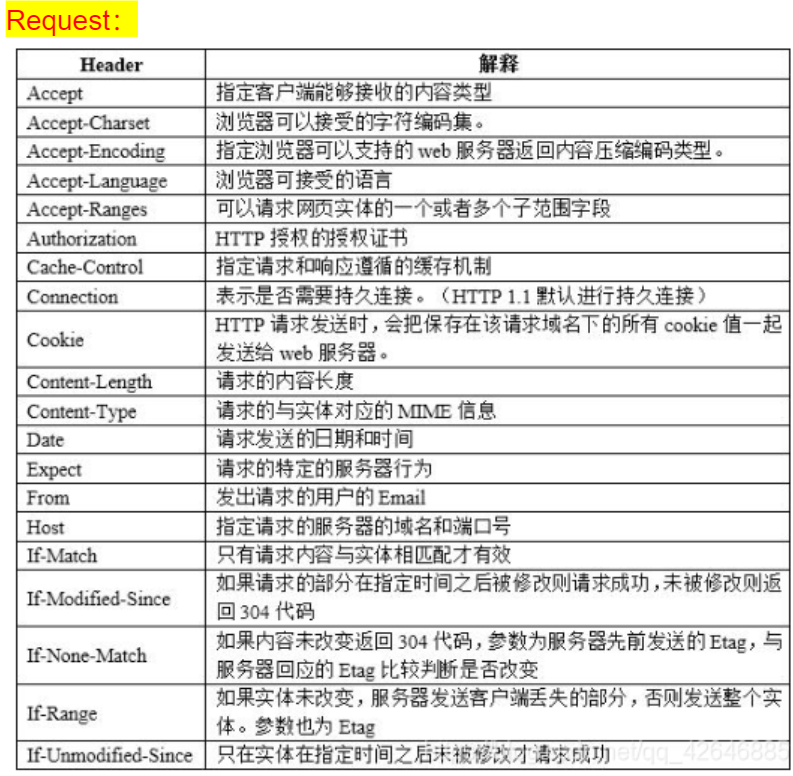 Request：
Header 解释
Accept 指定客户端能够接收的内容类型
Accept-Charset 浏览器可以接受的字符编码集。
Accept-Encoding 指定浏览器可以支持的 web 服务器返回内容压缩编码类型。
Accept-Language 浏览器可接受的语言
Accept-Ranges 可以请求网页实体的一个或者多个子范围字段
Authorization HTTP 授权的授权证书
Cache-Control 指定请求和响应遵循的缓存机制
Connection 表示是否需要持久连接。（HTTP 1.1 默认进行持久连接）
Cookie HTTP 请求发送时，会把保存在该请求域名下的所有 cookie 值一起
发送给 web 服务器。
Content-Length 请求的内容长度
Content-Type 请求的与实体对应的 MIME 信息
Date 请求发送的日期和时间
Expect 请求的特定的服务器行为
From 发出请求的用户的 Email
Host 指定请求的服务器的域名和端口号
If-Match 只有请求内容与实体相匹配才有效
If-Modified-Since 如果请求的部分在指定时间之后被修改则请求成功，未被修改则返
回 304 代码
If-None-Match 如果内容未改变返回 304 代码，参数为服务器先前发送的 Etag，与
服务器回应的 Etag 比较判断是否改变
If-Range 如果实体未改变，服务器发送客户端丢失的部分，否则发送整个实
体。参数也为 Etag
If-Unmodified-Since 只在实体在指定时间之后未被修改才请求成功
net/qq_42646885